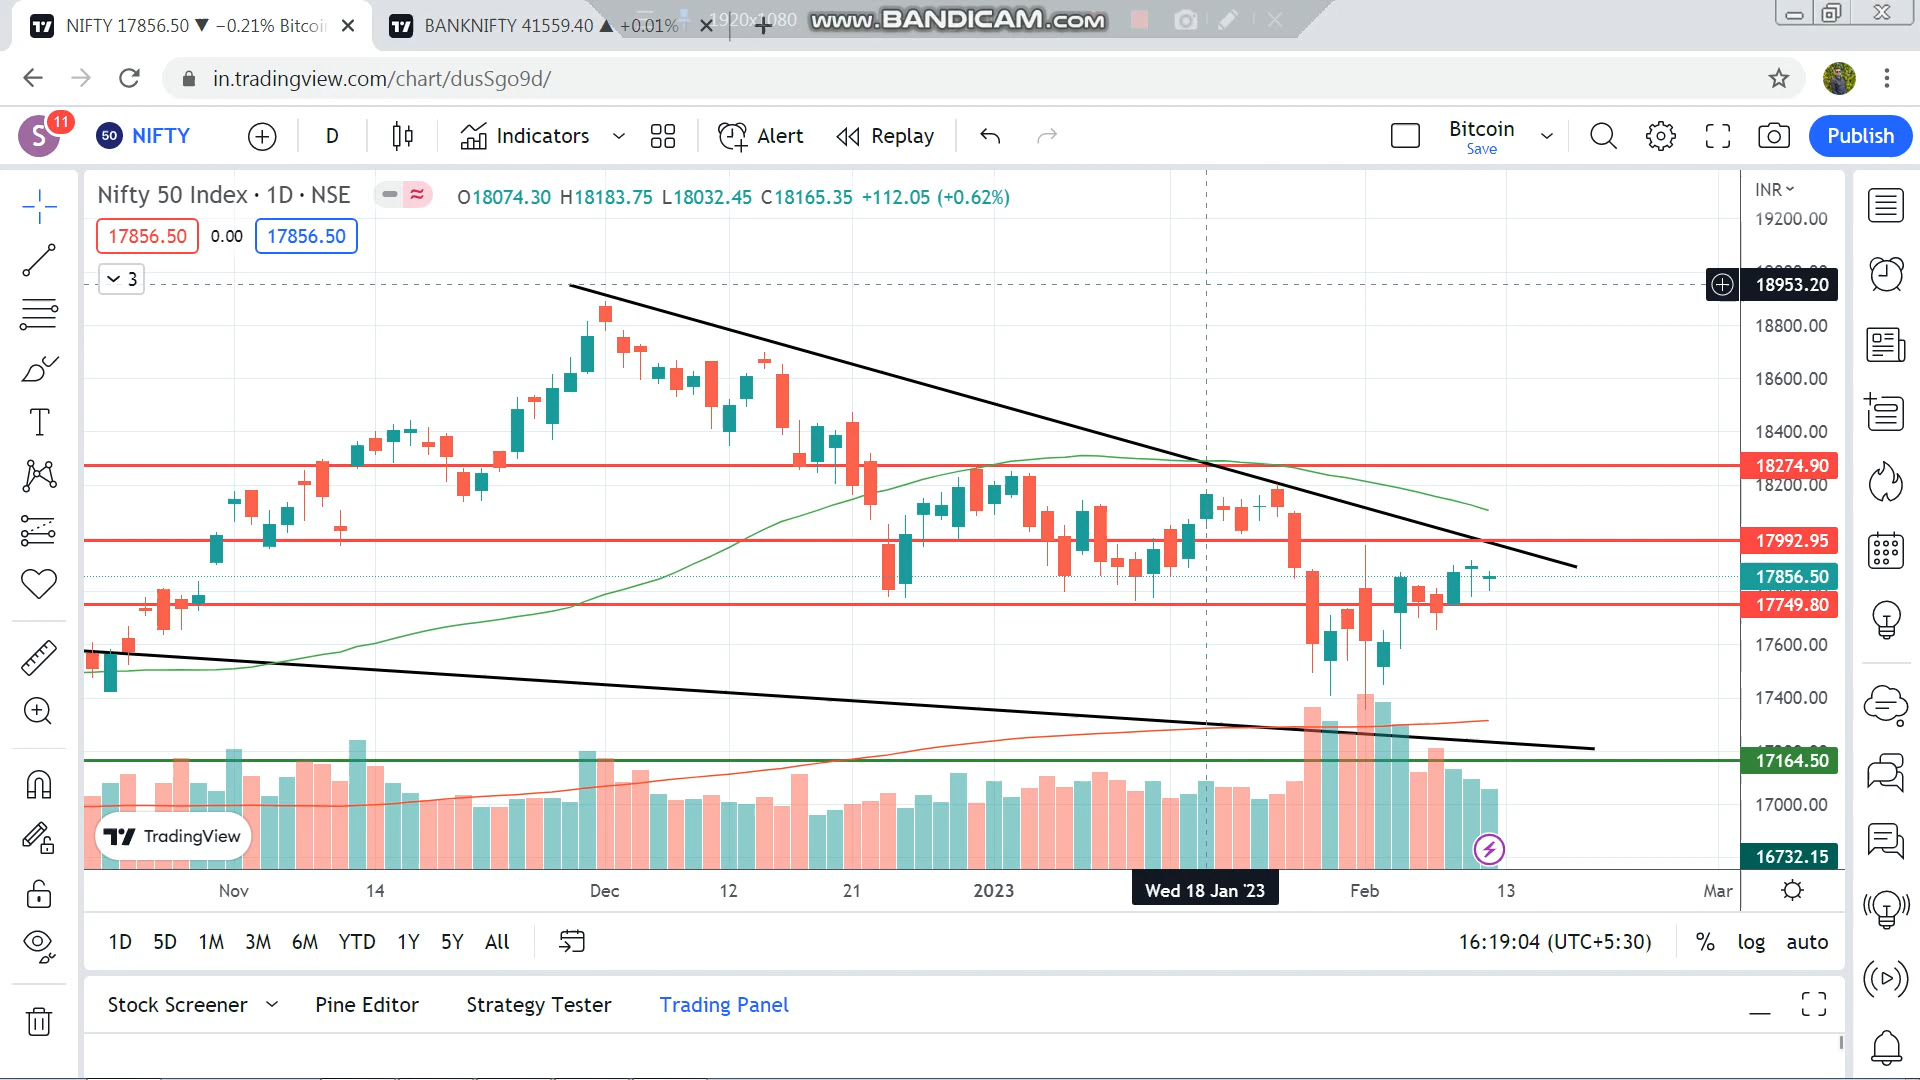 NIFTY 17856.50 ▼ −0.21% Bitcoi
BANKNIFTY 41559.40 ▲ +0.01%
1920x1080
www.BANDICAM.com
in.tradingview.com/chart/dusSgo9d/
S
11
50
NIFTY
D
Indicators
Alert
Replay
Bitcoin
Save
Publish
Nifty 50 Index · 1D · NSE
O18074.30 H18183.75 L18032.45 C18165.35 +112.05 (+0.62%)
17856.50
0.00
17856.50
3
INR
19200.00
18953.20
18800.00
18600.00
18400.00
18274.90
18200.00
17992.95
17856.50
17749.80
17600.00
17400.00
17164.50
17000.00
16732.15
TradingView
Nov
14
Dec
12
21
2023
Wed 18 Jan '23
Feb
13
Mar
1D
5D
1M
3M
6M
YTD
1Y
5Y
All
16:19:04 (UTC+5:30)
%
log
auto
Stock Screener
Pine Editor
Strategy Tester
Trading Panel